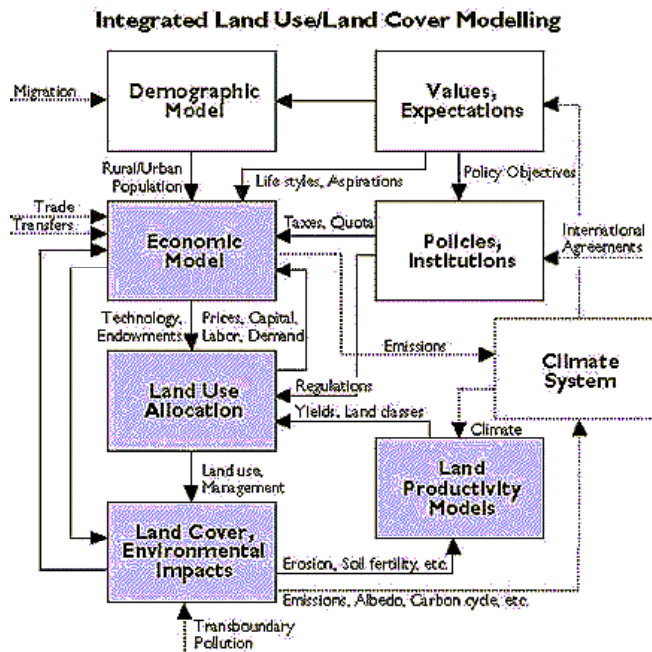 Integrated Land Use/Land Cover Modelling
Migration
Demographic
Model
Values,
Expectations
Rural/Urban
Population
Life styles, Aspirations
Policy Objectives
Trade
Transfers
Economic
Model
Taxes, Quota
Policies,
Institutions
International
Agreements
Technology,
Endowments
Prices, Capital,
Labor, Demand
Emissions
Climate
System
Land Use
Allocation
Regulations
Yields, Land classes
Climate
Land use,
Management
Land
Productivity
Models
Land Cover,
Environmental
Impacts
Erosion, Soil fertility, etc.
Emissions, Albedo, Carbon cycle, etc.
Transboundary
Pollution